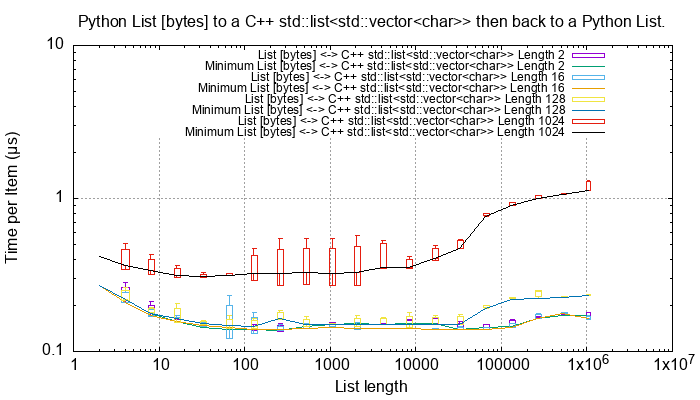 Python List [bytes] to a C++ std::list<std::vector<char>> then back to a Python List.
10
List [bytes] <-> C++ std::list<std::vector<char>> Length 2
Minimum List [bytes] <-> C++ std::list<std::vector<char>> Length 2
List [bytes] <-> C++ std::list<std::vector<char>> Length 16
Minimum List [bytes] <-> C++ std::list<std::vector<char>> Length 16
List [bytes] <-> C++ std::list<std::vector<char>> Length 128
Minimum List [bytes] <-> C++ std::list<std::vector<char>> Length 128
List [bytes] <-> C++ std::list<std::vector<char>> Length 1024
Minimum List [bytes] <-> C++ std::list<std::vector<char>> Length 1024
Time per Item (µs)
1
0.1
1 10 100 1000 10000 100000 1x10⁶ 1x10⁷
List length